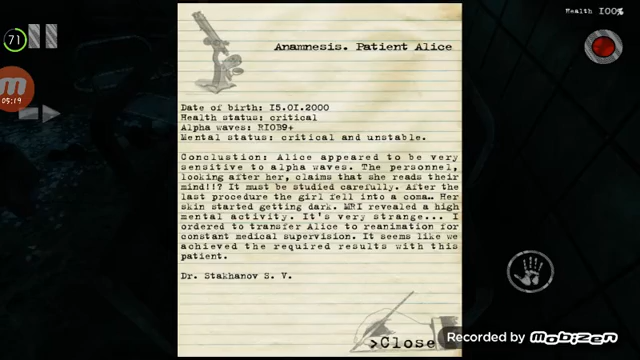 Health 100%
71
Anamnesis. Patient Alice
05:19
Date of birth: 15.01.2000
Health status: critical
Alpha waves: RIOB9+
Mental status: critical and unstable.
Conclustion: Alice appeared to be very
sensitive to alpha waves. The personnel,
looking after her, claims that she reads their
mind!!? It must be studied carefully. After the
last procedure the girl fell into a coma… Her
skin started getting dark. MRI revealed a high
mental activity. It's very strange... I
ordered to transfer Alice to reanimation for
constant medical supervision. It seems like we
achieved the required results with this
patient.
Dr. Stakhanov S. V.
>Close
Recorded by mobizen